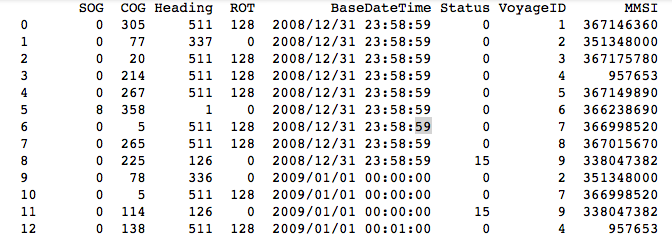 SOG COG Heading ROT BaseDateTime Status VoyageID MMSI
0 0 305 511 128 2008/12/31 23:58:59 0 1 367146360
1 0 77 337 0 2008/12/31 23:58:59 0 2 351348000
2 0 20 511 128 2008/12/31 23:58:59 0 3 367175780
3 0 214 511 128 2008/12/31 23:58:59 0 4 957653
4 0 267 511 128 2008/12/31 23:58:59 0 5 367149890
5 8 358 1 0 2008/12/31 23:58:59 0 6 366238690
6 0 5 511 128 2008/12/31 23:58:59 0 7 366998520
7 0 265 511 128 2008/12/31 23:58:59 0 8 367015670
8 0 225 126 0 2008/12/31 23:58:59 15 9 338047382
9 0 78 336 0 2009/01/01 00:00:00 0 2 351348000
10 0 5 511 128 2009/01/01 00:00:00 0 7 366998520
11 0 114 126 0 2009/01/01 00:00:00 15 9 338047382
12 0 138 511 128 2009/01/01 00:01:00 0 4 957653